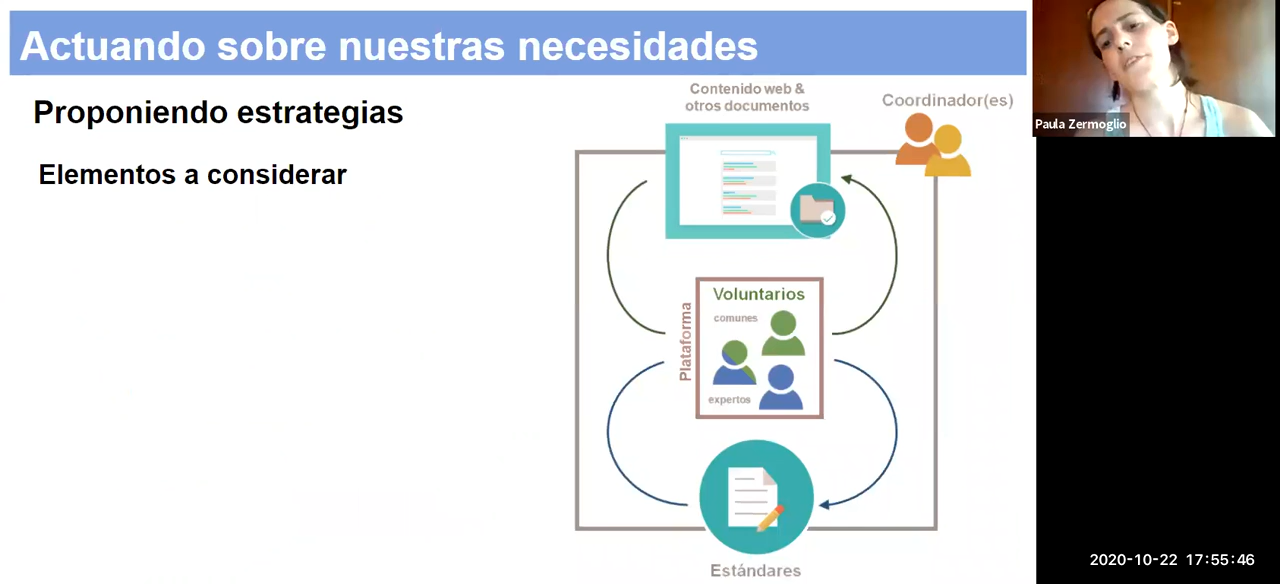 Actuando sobre nuestras necesidades
Proponiendo estrategias
Elementos a considerar
Contenido web &
otros documentos
Coordinador(es)
Plataforma
Voluntarios
comunes
expertos
Estándares
Paula Zermoglio
2020-10-22 17:55:46